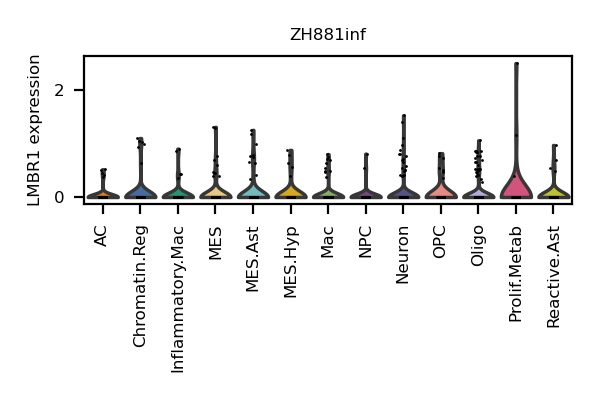 ZH881inf
LMBR1 expression
2
0
AC
Chromatin.Reg
Inflammatory.Mac
MES
MES.Ast
MES.Hyp
Mac
NPC
Neuron
OPC
Oligo
Prolif.Metab
Reactive.Ast